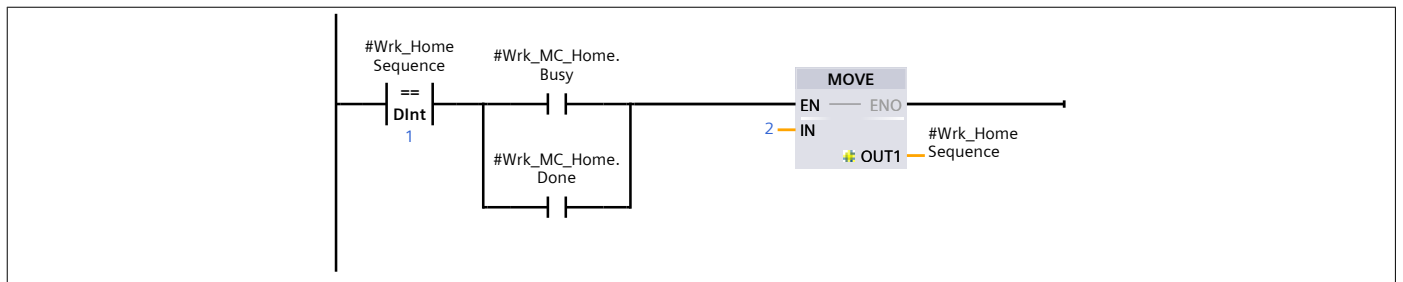 #Wrk_Home
Sequence
==
DInt
1
#Wrk_MC_Home.
Busy
#Wrk_MC_Home.
Done
MOVE
EN
ENO
2
IN
OUT1
#Wrk_Home
Sequence